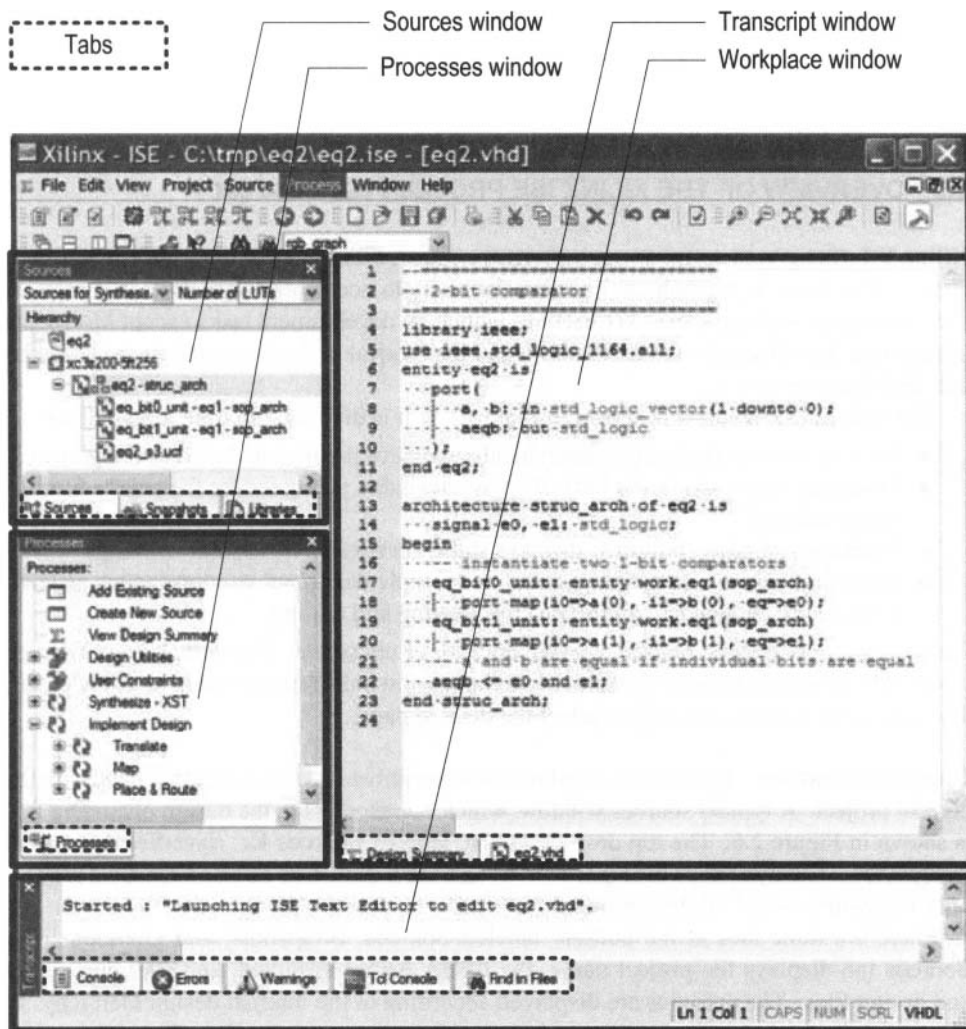 Tabs
Sources window
Processes window
Transcript window
Workplace window
Xilinx - ISE - C:\tmp\eq2\eq2.ise - [eq2.vhd]
File Edit View Project Source Process Window Help
rgb_graph
Sources
Sources for Synthesis. Number of LUTs
Hierarchy
eq2
xc3s200-5ft256
eq2 - struc_arch
eq_bit0_unit - eq1 - sop_arch
eq_bit1_unit - eq1 - sop_arch
eq2_s3.ucf
Sources Snapshots Libraries
Processes
Processes:
Add Existing Source
Create New Source
View Design Summary
Design Utilities
User Constraints
Synthesize - XST
Implement Design
Translate
Map
Place & Route
Processes
1 --==============================
2 -- 2-bit comparator
3 --==============================
4 library ieee;
5 use ieee.std_logic_1164.all;
6 entity eq2 is
7 port(
8 a, b: in std_logic_vector(1 downto 0);
9 aeqb: out std_logic
10 );
11 end eq2;
12
13 architecture struc_arch of eq2 is
14 signal e0, e1: std_logic;
15 begin
16 -- instantiate two 1-bit comparators
17 eq_bit0_unit: entity work.eq1(sop_arch)
18 port map(i0=>a(0), i1=>b(0), eq=>e0);
19 eq_bit1_unit: entity work.eq1(sop_arch)
20 port map(i0=>a(1), i1=>b(1), eq=>e1);
21 -- a and b are equal if individual bits are equal
22 aeqb <= e0 and e1;
23 end struc_arch;
24
Design Summary eq2.vhd
Started : "Launching ISE Text Editor to edit eq2.vhd".
Console Errors Warnings Tcl Console Find in Files
Ln 1 Col 1 CAPS NUM SCRL VHDL